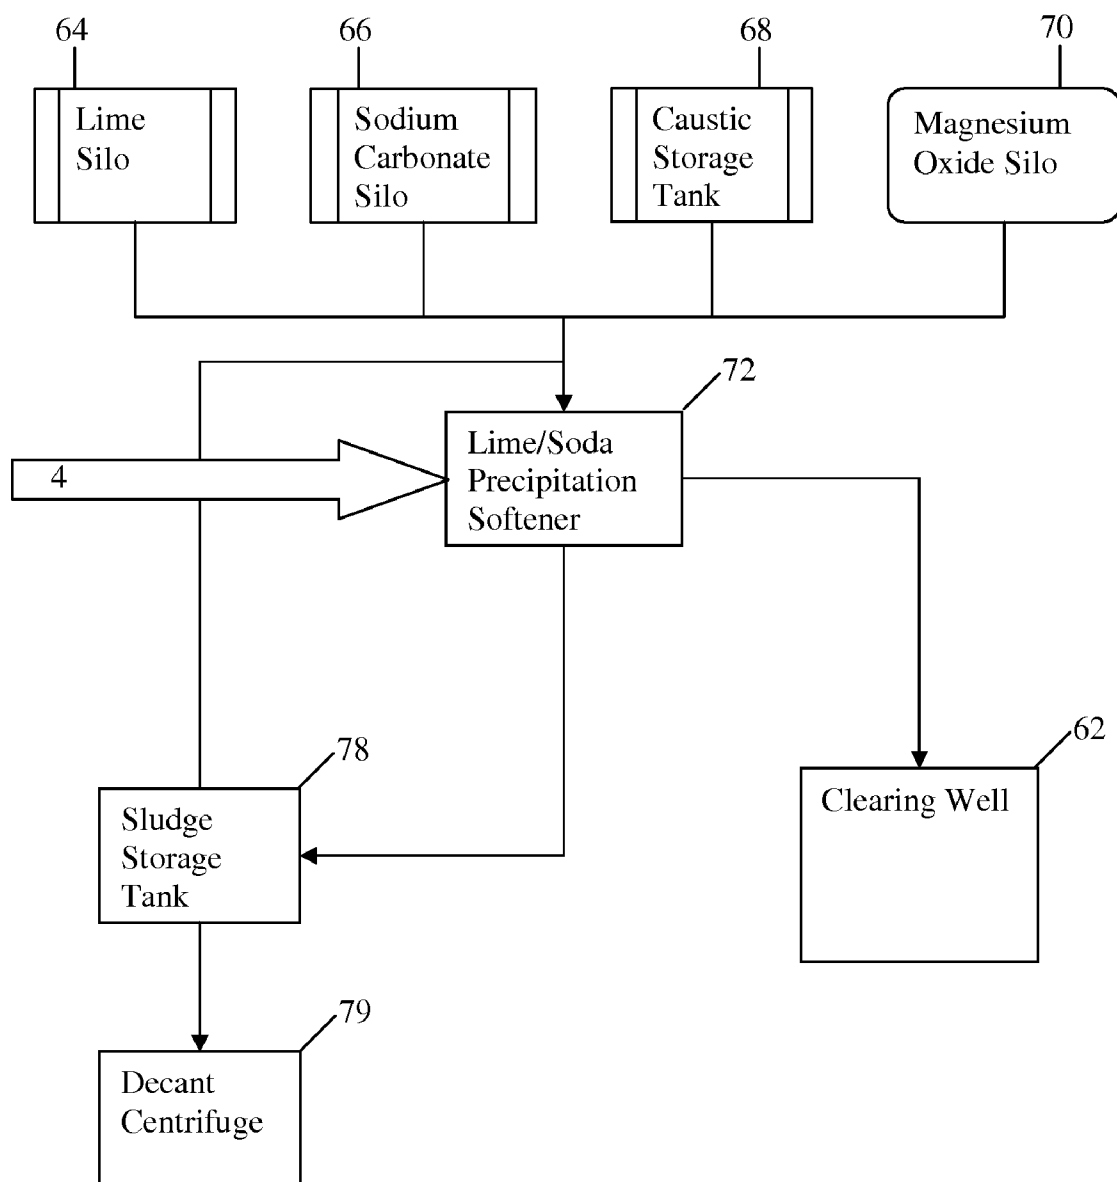 64
66
68
70
Lime
Silo
Sodium
Carbonate
Silo
Caustic
Storage
Tank
Magnesium
Oxide Silo
72
Lime/Soda
Precipitation
Softener
4
78
62
Sludge
Storage
Tank
Clearing Well
79
Decant
Centrifuge